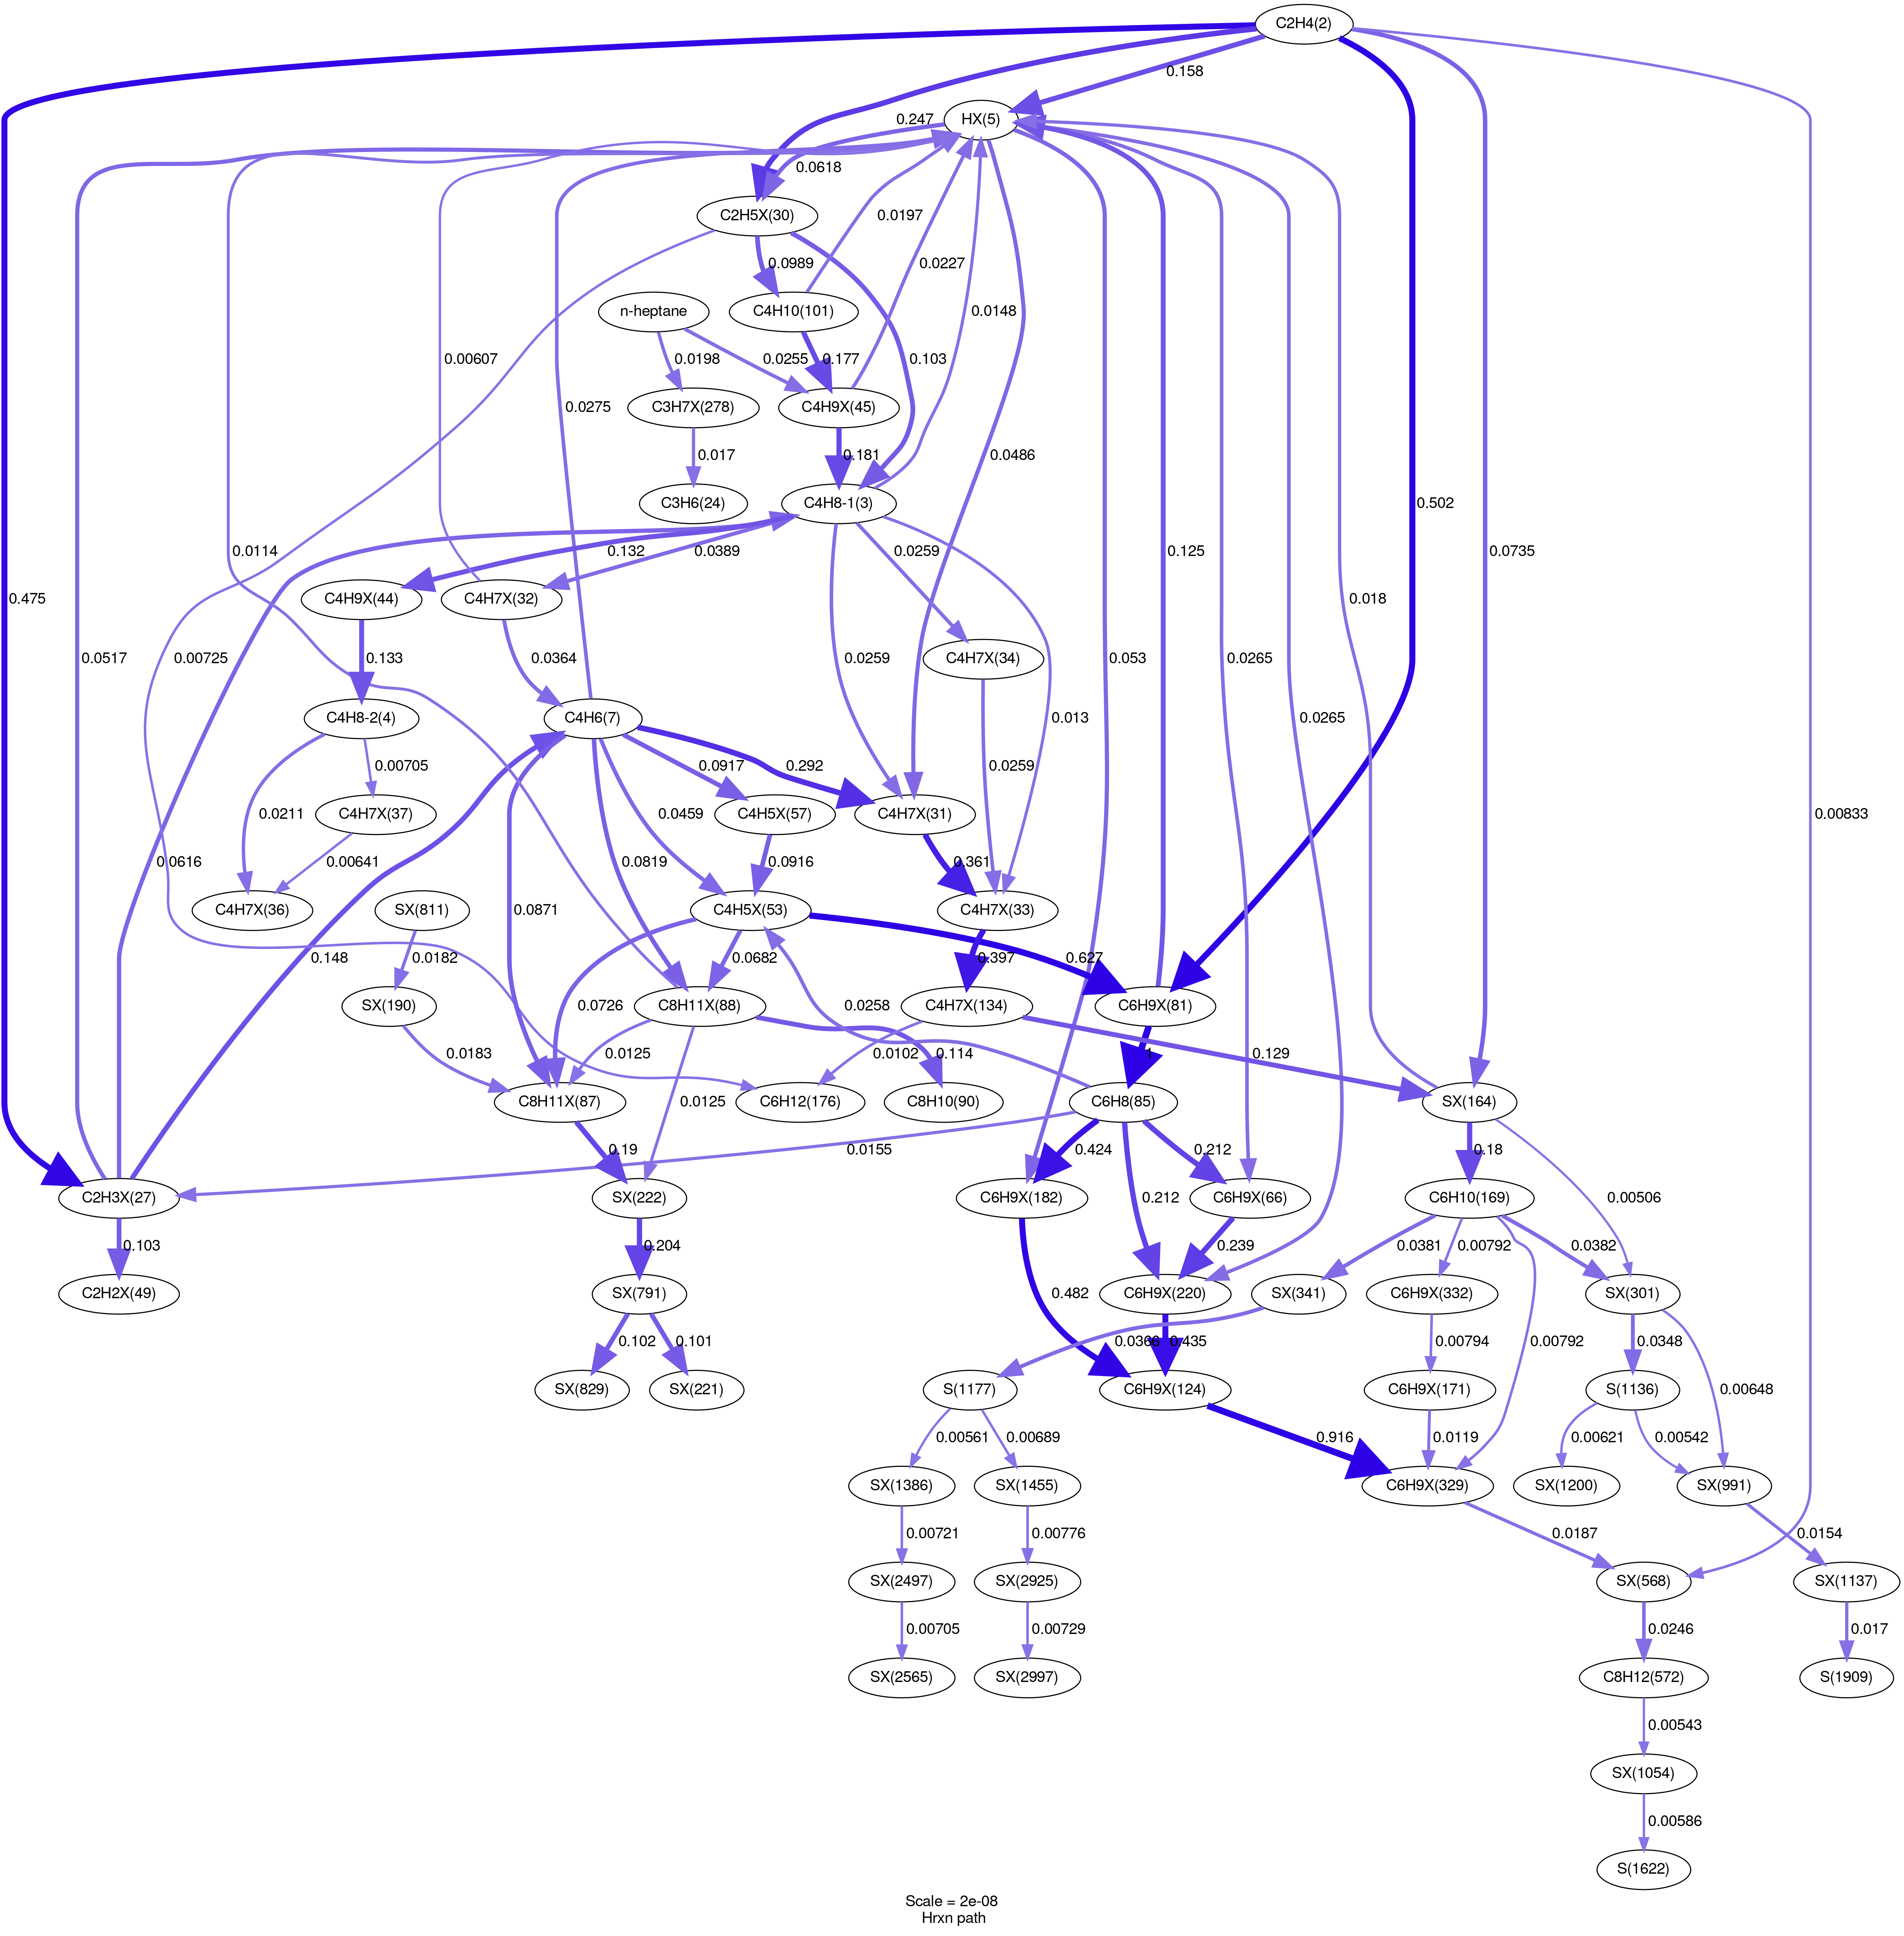 C2H4(2)
0.158
HX(5)
0.247
0.0618
C2H5X(30)
0.0197
0.0989
0.0227
n-heptane
C4H10(101)
0.0148
0.00607
0.0198
0.0255
0.177
0.103
0.0275
C3H7X(278)
C4H9X(45)
0.0486
0.017
0.181
C3H6(24)
C4H8-1(3)
0.502
0.0114
0.132
0.0389
0.0259
0.125
0.0735
0.475
C4H9X(44)
C4H7X(32)
0.018
0.0517
0.00725
0.133
0.0364
0.0259
C4H7X(34)
0.053
0.0265
0.0265
C4H8-2(4)
C4H6(7)
0.013
0.00705
0.0917
0.292
0.0259
0.0211
C4H7X(37)
0.0459
C4H5X(57)
C4H7X(31)
0.00833
0.0616
0.00641
0.0819
0.0916
0.361
C4H7X(36)
SX(811)
0.0871
C4H5X(53)
C4H7X(33)
0.148
0.0182
0.0682
0.397
0.627
SX(190)
0.0726
C8H11X(88)
0.0258
C4H7X(134)
C6H9X(81)
0.0183
0.0125
0.114
0.0102
1
0.129
C8H11X(87)
0.0125
C6H12(176)
C8H10(90)
C6H8(85)
SX(164)
0.19
0.0155
0.424
0.212
0.212
0.18
C2H3X(27)
SX(222)
C6H9X(182)
C6H9X(66)
C6H10(169)
0.00506
0.103
0.204
0.239
0.0381
0.00792
0.0382
C2H2X(49)
SX(791)
0.482
C6H9X(220)
SX(341)
C6H9X(332)
SX(301)
0.102
0.101
0.0366
0.435
0.00794
0.00792
0.0348
0.00648
SX(829)
SX(221)
S(1177)
C6H9X(124)
C6H9X(171)
S(1136)
0.00561
0.00689
0.916
0.0119
0.00621
0.00542
SX(1386)
SX(1455)
C6H9X(329)
SX(1200)
SX(991)
0.00721
0.00776
0.0187
0.0154
SX(2497)
SX(2925)
SX(568)
SX(1137)
0.00705
0.00729
0.0246
0.017
SX(2565)
SX(2997)
C8H12(572)
S(1909)
0.00543
SX(1054)
0.00586
S(1622)
Scale = 2e-08
Hrxn path